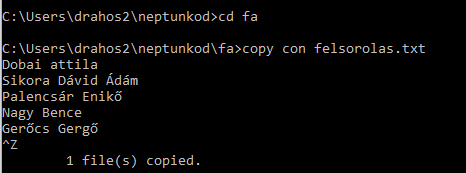 C:\Users\drahos2\neptunkod>cd fa
C:\Users\drahos2\neptunkod\fa>copy con felsorolas.txt
Dobai attila
Sikora Dávid Ádám
Palencsár Enikő
Nagy Bence
Gerőcs Gergő
^Z
        1 file(s) copied.